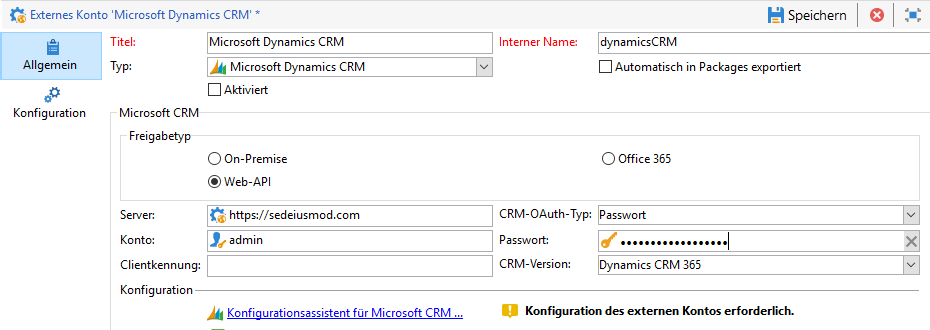 Externes Konto 'Microsoft Dynamics CRM' *
Speichern
Allgemein
Konfiguration
Titel: Microsoft Dynamics CRM Interner Name: dynamicsCRM
Typ: Microsoft Dynamics CRM Automatisch in Packages exportiert
Aktiviert
Microsoft CRM
Freigabetyp
On-Premise Office 365
Web-API
Server: https://sedeiusmod.com CRM-OAuth-Typ: Passwort
Konto: admin Passwort: ••••••••••••••••••
Clientkennung: CRM-Version: Dynamics CRM 365
Konfiguration
Konfigurationsassistent für Microsoft CRM ... Konfiguration des externen Kontos erforderlich.